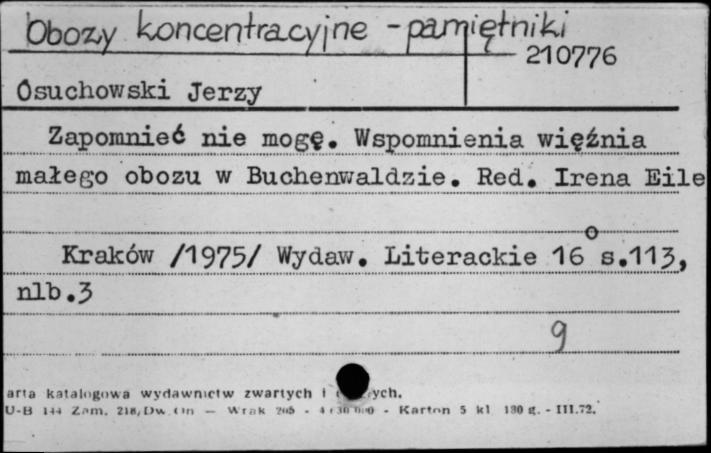 Obozy koncentracyjne - pamiętniki
210776
Osuchowski Jerzy
Zapomnieć nie mogę. Wspomnienia więźnia
małego obozu w Buchenwaldzie. Red. Irena Eile
Kraków /1975/ Wydaw. Literackie 16° s.113,
nlb.3
9
arta katalogowa wydawnictw zwartych i ych.
U-B 144 Zam. 218/Dw. - Wrak - Karton 5 kl 130 g. - III.72.